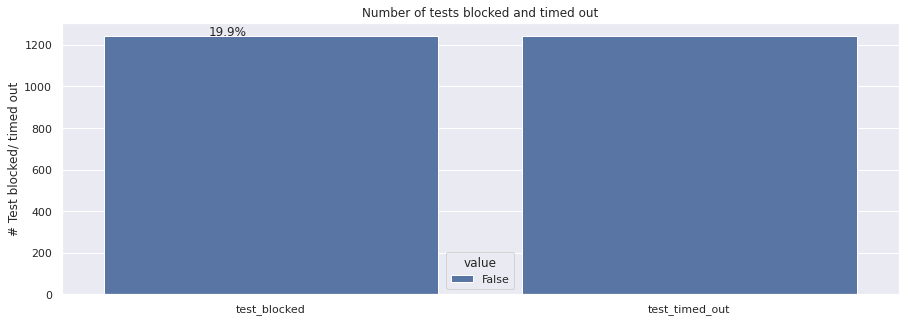 Number of tests blocked and timed out
19.9%
1200
1000
800
600
400
200
0
# Test blocked/ timed out
value
False
test_blocked
test_timed_out